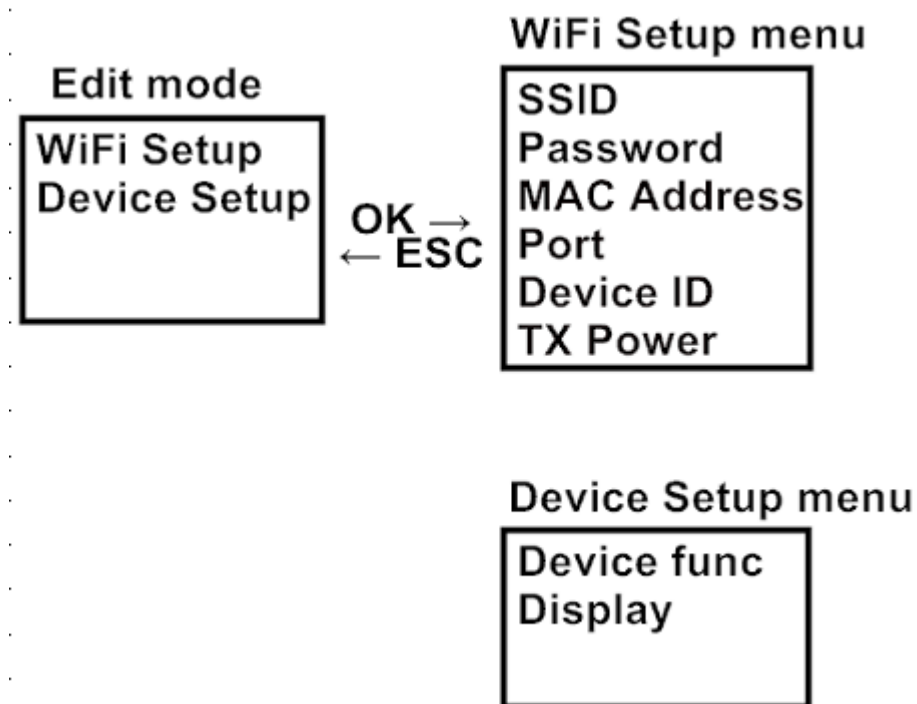 Edit mode
WiFi Setup
Device Setup
OK →
← ESC
WiFi Setup menu
SSID
Password
MAC Address
Port
Device ID
TX Power
Device Setup menu
Device func
Display